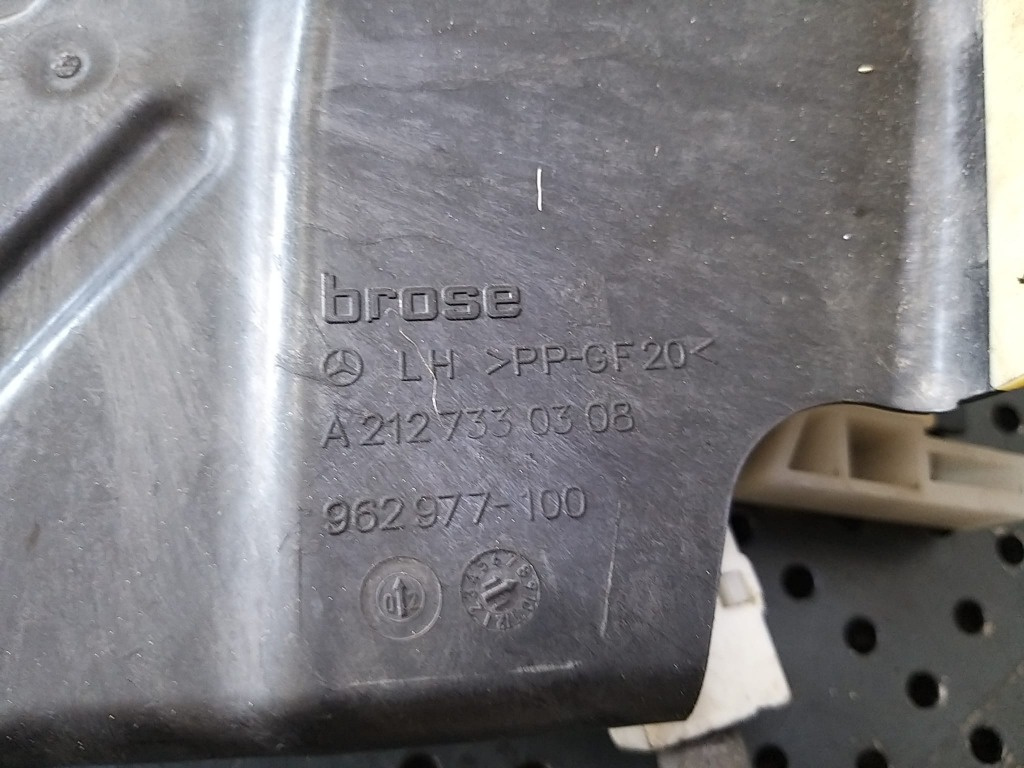 brose
LH >PP-GF20<
A 212 733 03 08
962 977-100